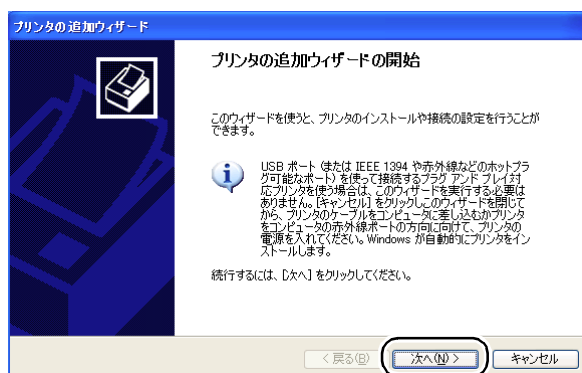 プリンタの追加ウィザード
プリンタの追加ウィザードの開始
このウィザードを使うと、プリンタのインストールや接続の設定を行うことが
できます。
USB ポート (または IEEE 1394 や赤外線などのホットプラ
グ可能なポート) を使って接続するプラグ アンド プレイ対
応プリンタを使う場合は、このウィザードを実行する必要は
ありません。[キャンセル] をクリックしこのウィザードを閉じて
から、プリンタのケーブルをコンピュータに差し込むかプリンタ
をコンピュータの赤外線ポートの方向に向けて、プリンタの
電源を入れてください。Windows が自動的にプリンタをイン
ストールします。
続行するには、[次へ] をクリックしてください。
< 戻る(B) 次へ(N) > キャンセル